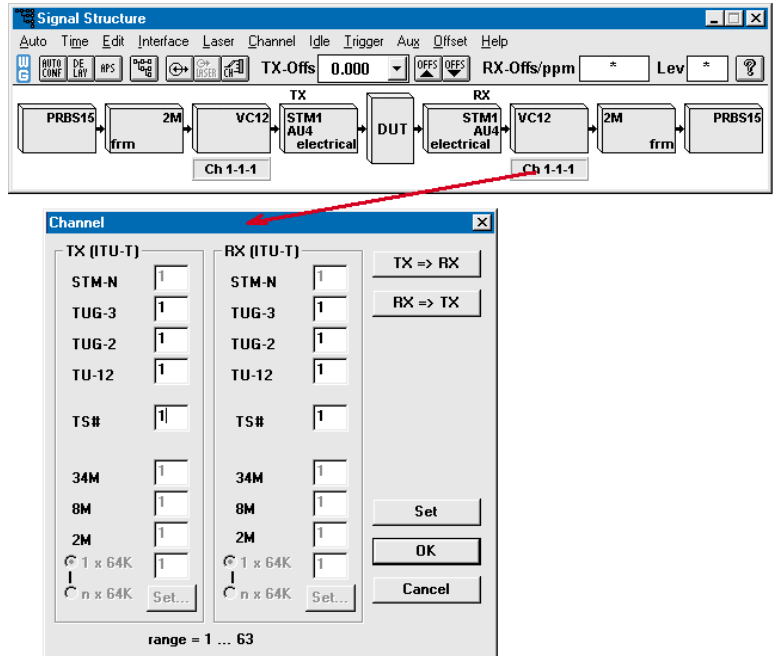 Signal Structure
Auto Time Edit Interface Laser Channel Idle Trigger Aux Offset Help
W G AUTO CONF DE LAY APS ON LASER CH TX-Offs 0.000 OFFS OFFS RX-Offs/ppm * Lev * ?
TX RX
PRBS15 2M frm VC12 STM1 AU4 electrical DUT STM1 AU4 electrical VC12 2M frm PRBS15
Ch 1-1-1 Ch 1-1-1
Channel
TX (ITU-T) RX (ITU-T)
TX => RX
STM-N 1 STM-N 1
RX => TX
TUG-3 1 TUG-3 1
TUG-2 1 TUG-2 1
TU-12 1 TU-12 1
TS# 1 TS# 1
34M 1 34M 1
8M 1 8M 1
Set
2M 1 2M 1
OK
1 x 64K 1 1 x 64K 1
n x 64K Set... n x 64K Set...
Cancel
range = 1 ... 63